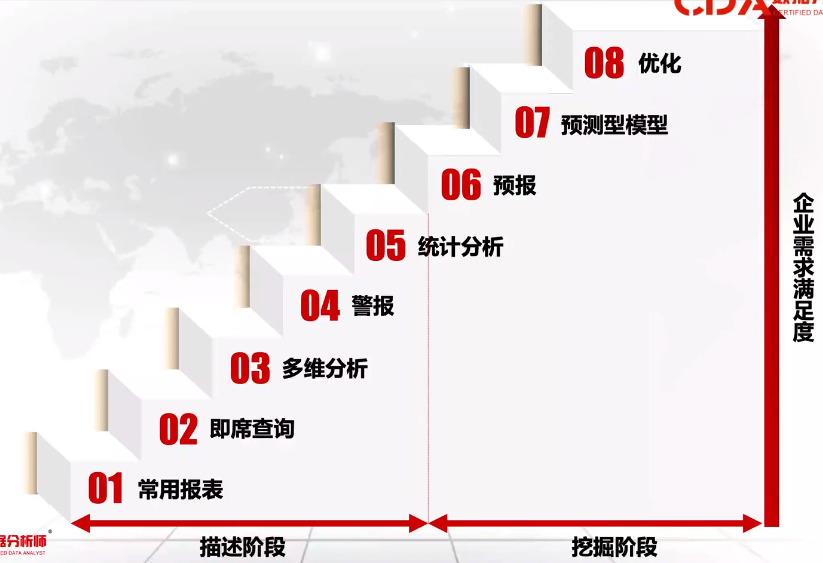 CDA 数据
CERTIFIED DA
08 优化
07 预测型模型
06 预报
05 统计分析
04 警报
03 多维分析
02 即席查询
01 常用报表
企业需求满足度
描述阶段
挖掘阶段
据分析师®
ED DATA ANALYST